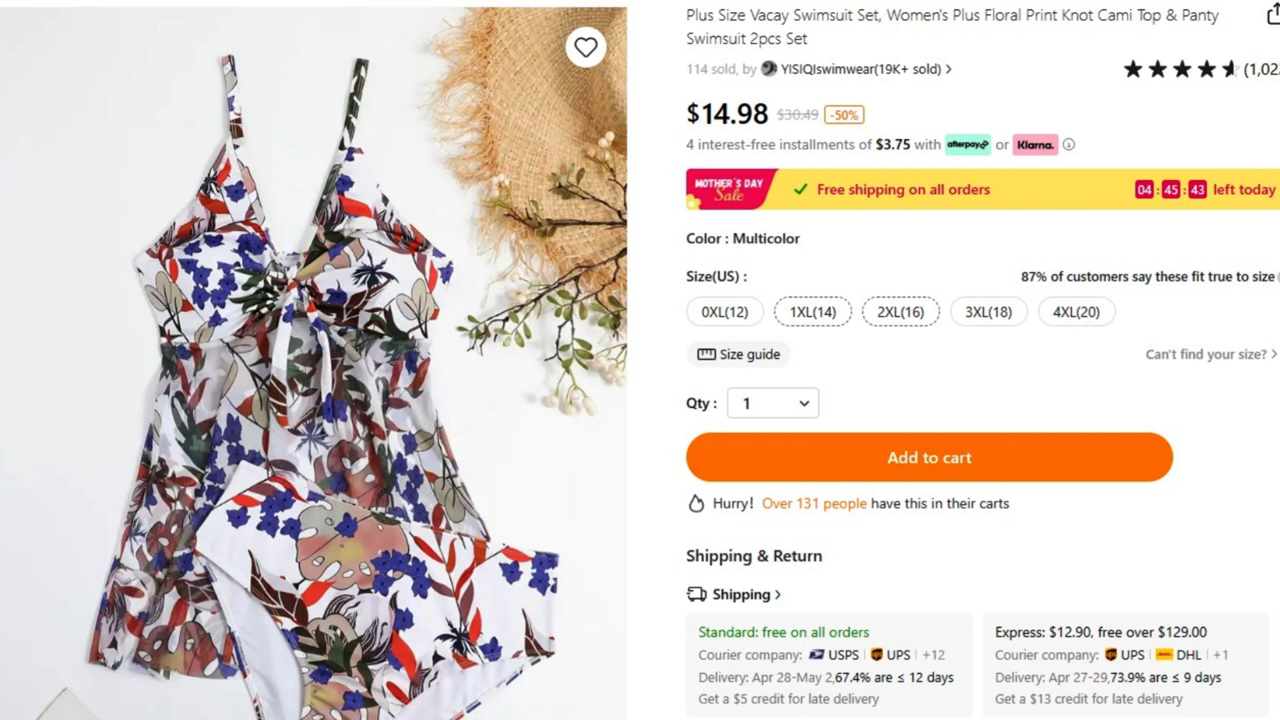 Plus Size Vacay Swimsuit Set, Women's Plus Floral Print Knot Cami Top & Panty
Swimsuit 2pcs Set
114 sold, by YISIQIswimwear(19K+ sold) >
$14.98 $30.49 -50%
4 interest-free installments of $3.75 with afterpay or Klarna.
MOTHER'S DAY
Sale
Free shipping on all orders 04 : 45 : 43 left today
Color : Multicolor
Size(US) : 87% of customers say these fit true to size
0XL(12) 1XL(14) 2XL(16) 3XL(18) 4XL(20)
Size guide Can't find your size? >
Qty : 1
Add to cart
Hurry! Over 131 people have this in their carts
Shipping & Return
Shipping >
Standard: free on all orders
Courier company: USPS | UPS | +12
Delivery: Apr 28-May 2,67.4% are ≤ 12 days
Get a $5 credit for late delivery
Express: $12.90, free over $129.00
Courier company: UPS | DHL | +1
Delivery: Apr 27-29,73.9% are ≤ 9 days
Get a $13 credit for late delivery